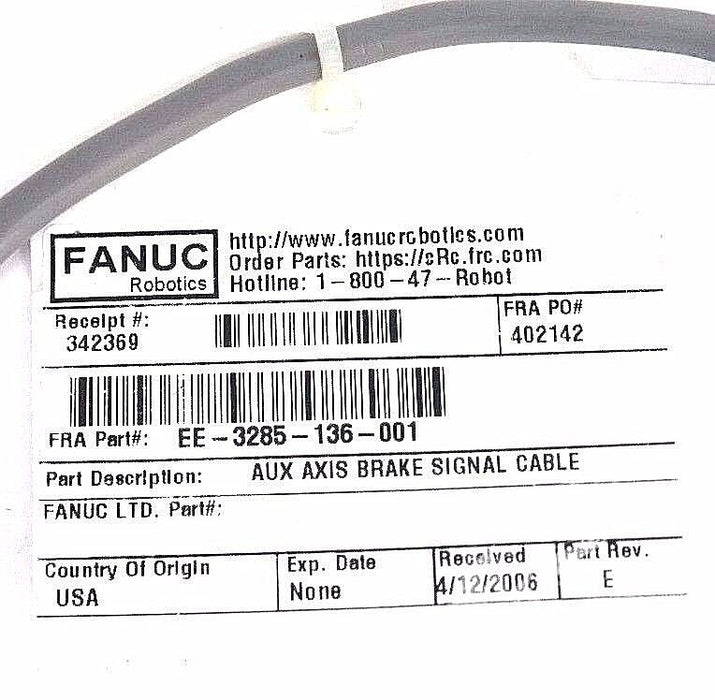 FANUC
Robotics
http://www.fanucrobotics.com
Order Parts: https://cRc.frc.com
Hotline: 1-800-47-Robot
Receipt #:
342369
FRA PO#
402142
FRA Part#: EE-3285-136-001
Part Description: AUX AXIS BRAKE SIGNAL CABLE
FANUC LTD. Part#:
Country Of Origin
USA
Exp. Date
None
Received
4/12/2006
Part Rev.
E